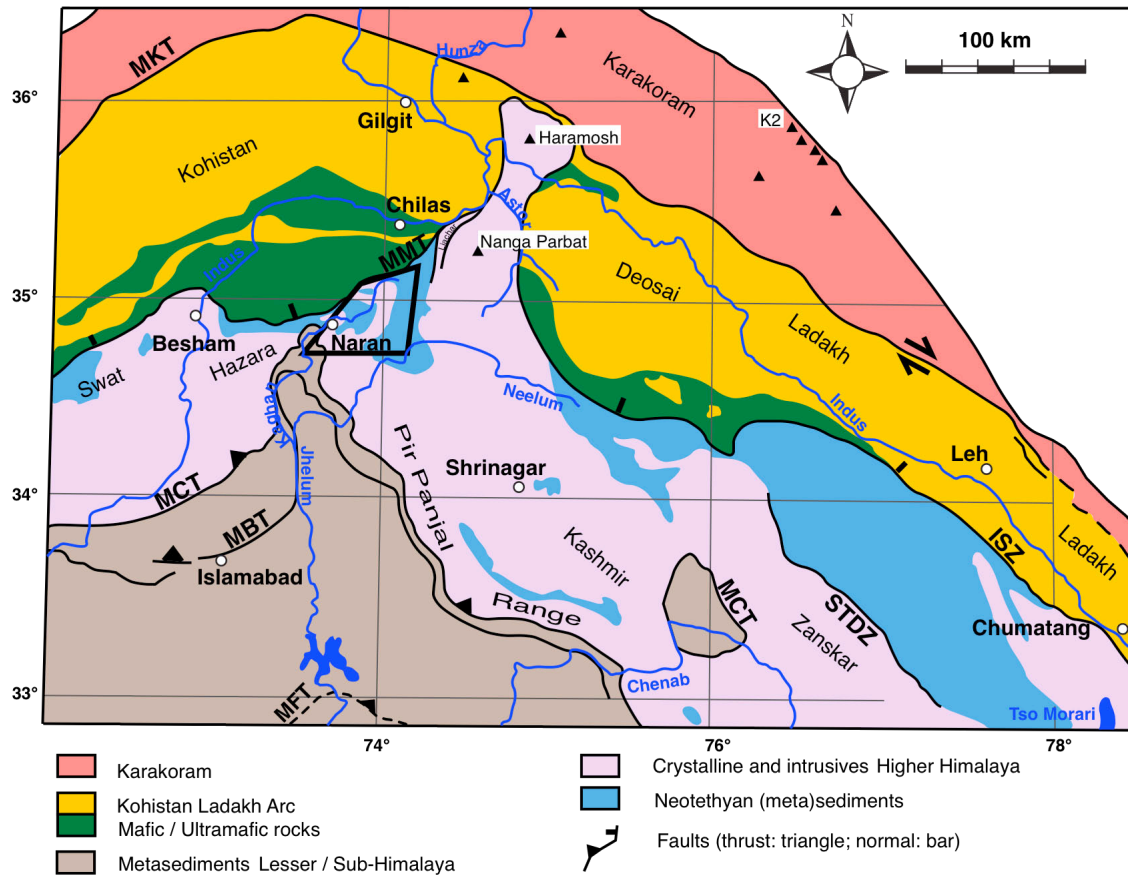 N
100 km
MKT
Hunza
Karakoram
36°
Gilgit
K2
Haramosh
Kohistan
Chilas
Astor
Liachar
Nanga Parbat
MMT
Indus
Deosai
35°
Besham
Naran
Ladakh
Hazara
Swat
Neelum
Indus
Kaghan
Pir Panjal
Shrinagar
Leh
Jhelum
34°
MCT
MBT
ISZ
Kashmir
Ladakh
Islamabad
Range
MCT
STDZ
Chumatang
Zanskar
33°
MFT
Chenab
Tso Morari
74°
76°
78°
Karakoram
Crystalline and intrusives Higher Himalaya
Kohistan Ladakh Arc
Neotethyan (meta)sediments
Mafic / Ultramafic rocks
Faults (thrust: triangle; normal: bar)
Metasediments Lesser / Sub-Himalaya